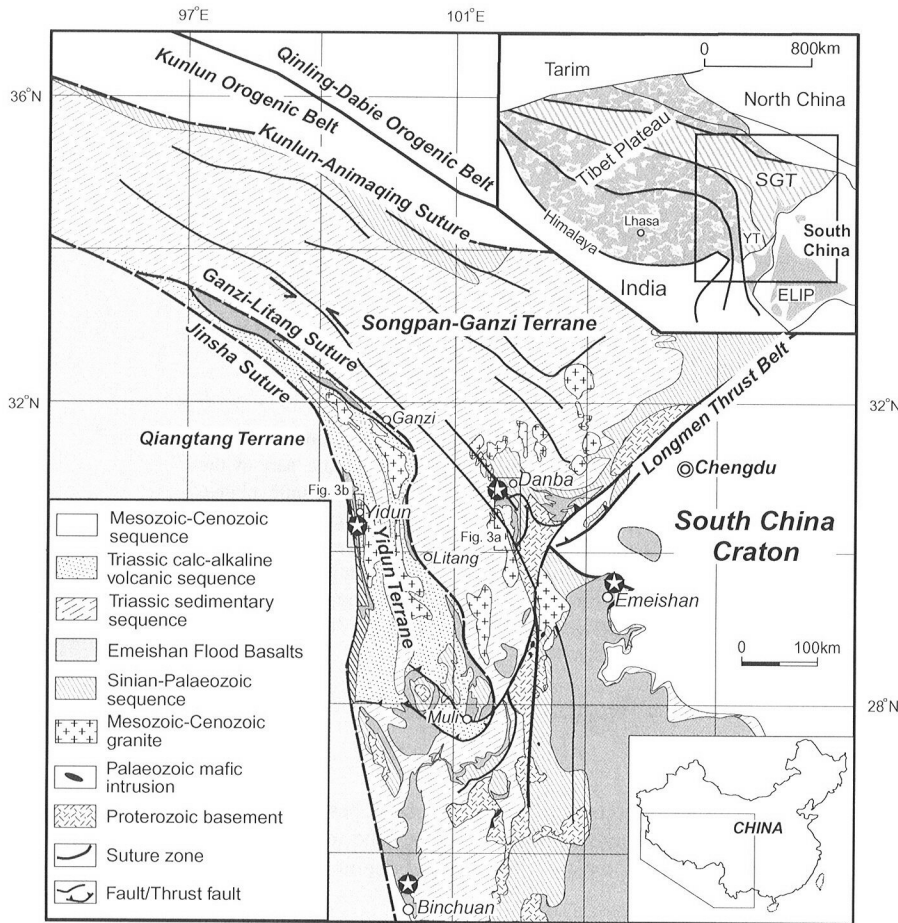 97°E
101°E
36°N
32°N
32°N
28°N
Qinling-Dabie Orogenic Belt
Kunlun Orogenic Belt
Kunlun-Animaqing Suture
Ganzi-Litang Suture
Jinsha Suture
Songpan-Ganzi Terrane
Qiangtang Terrane
Yidun Terrane
Longmen Thrust Belt
South China
Craton
Ganzi
Danba
Chengdu
Fig. 3b
Yidun
Fig. 3a
Litang
Emeishan
Muli
Binchuan
0 100km
0 800km
Tarim
North China
Tibet Plateau
SGT
Himalaya
Lhasa
YT
South
China
India
ELIP
Mesozoic-Cenozoic
sequence
Triassic calc-alkaline
volcanic sequence
Triassic sedimentary
sequence
Emeishan Flood Basalts
Sinian-Palaeozoic
sequence
Mesozoic-Cenozoic
granite
Palaeozoic mafic
intrusion
Proterozoic basement
Suture zone
Fault/Thrust fault
CHINA